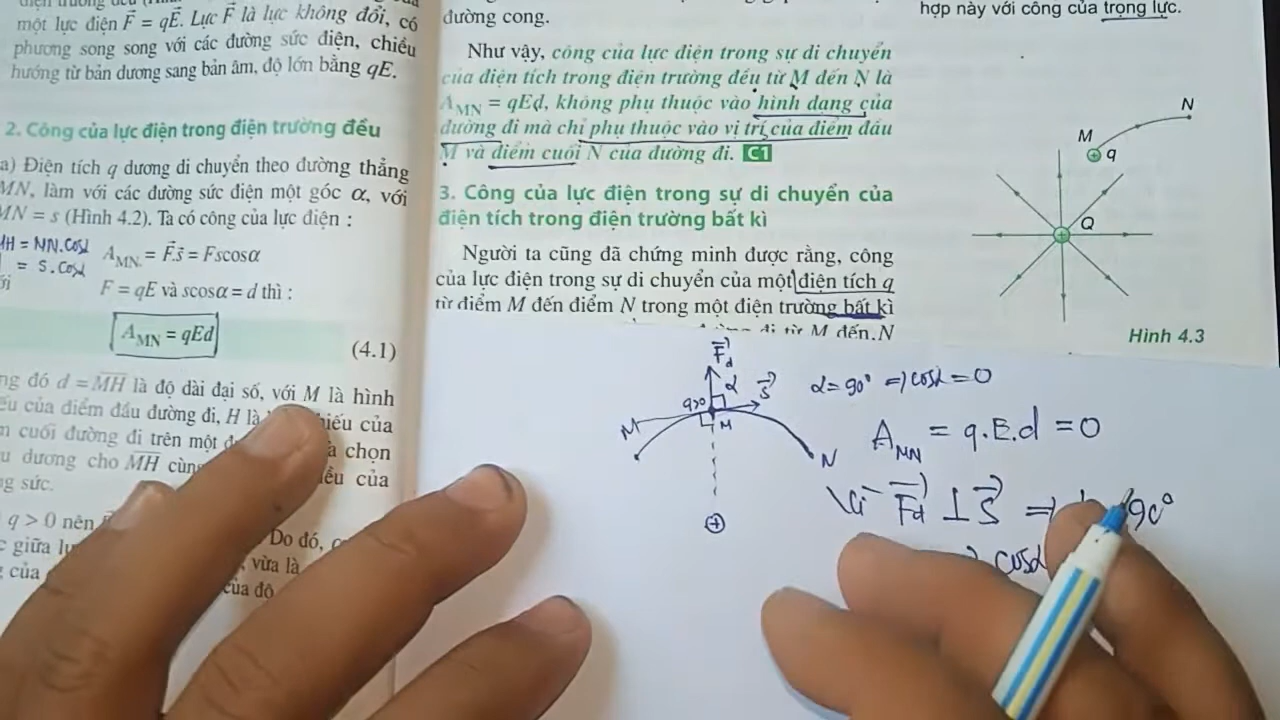 một lực điện F⃗ = qE⃗. Lực F⃗ là lực không đổi, có
phương song song với các đường sức điện, chiều
hướng từ bản dương sang bản âm, độ lớn bằng qE.
2. Công của lực điện trong điện trường đều
a) Điện tích q dương di chuyển theo đường thẳng
MN, làm với các đường sức điện một góc α, với
MN = s (Hình 4.2). Ta có công của lực điện :
MH = MN.cosα
= s.cosα
A_MN = F⃗.s⃗ = Fscosα
F = qE và scosα = d thì :
A_MN = qEd
(4.1)
d = MH là độ dài đại số, với M là hình
của điểm đầu đường đi, H là
cuối đường đi trên một
chọn
dương cho MH
của
sức.
q > 0 nên
Do đó,
giữa
vừa là
của
của độ
đường cong.
Như vậy, công của lực điện trong sự di chuyển
của điện tích trong điện trường đều từ M đến N là
A_MN = qEd, không phụ thuộc vào hình dạng của
đường đi mà chỉ phụ thuộc vào vị trí của điểm đầu
M và điểm cuối N của đường đi. C1
3. Công của lực điện trong sự di chuyển của
điện tích trong điện trường bất kì
Người ta cũng đã chứng minh được rằng, công
của lực điện trong sự di chuyển của một điện tích q
từ điểm M đến điểm N trong một điện trường bất kì
đi từ M đến N
hợp này với công của trọng lực.
N
M
q
Q
Hình 4.3
F⃗đ
α
s⃗
q>0
M
M
N
+
α = 90° ⇒ cosα = 0
A_MN = q.E.d = 0
Vì F⃗đ ⊥ s⃗ ⇒ 90°
cosα